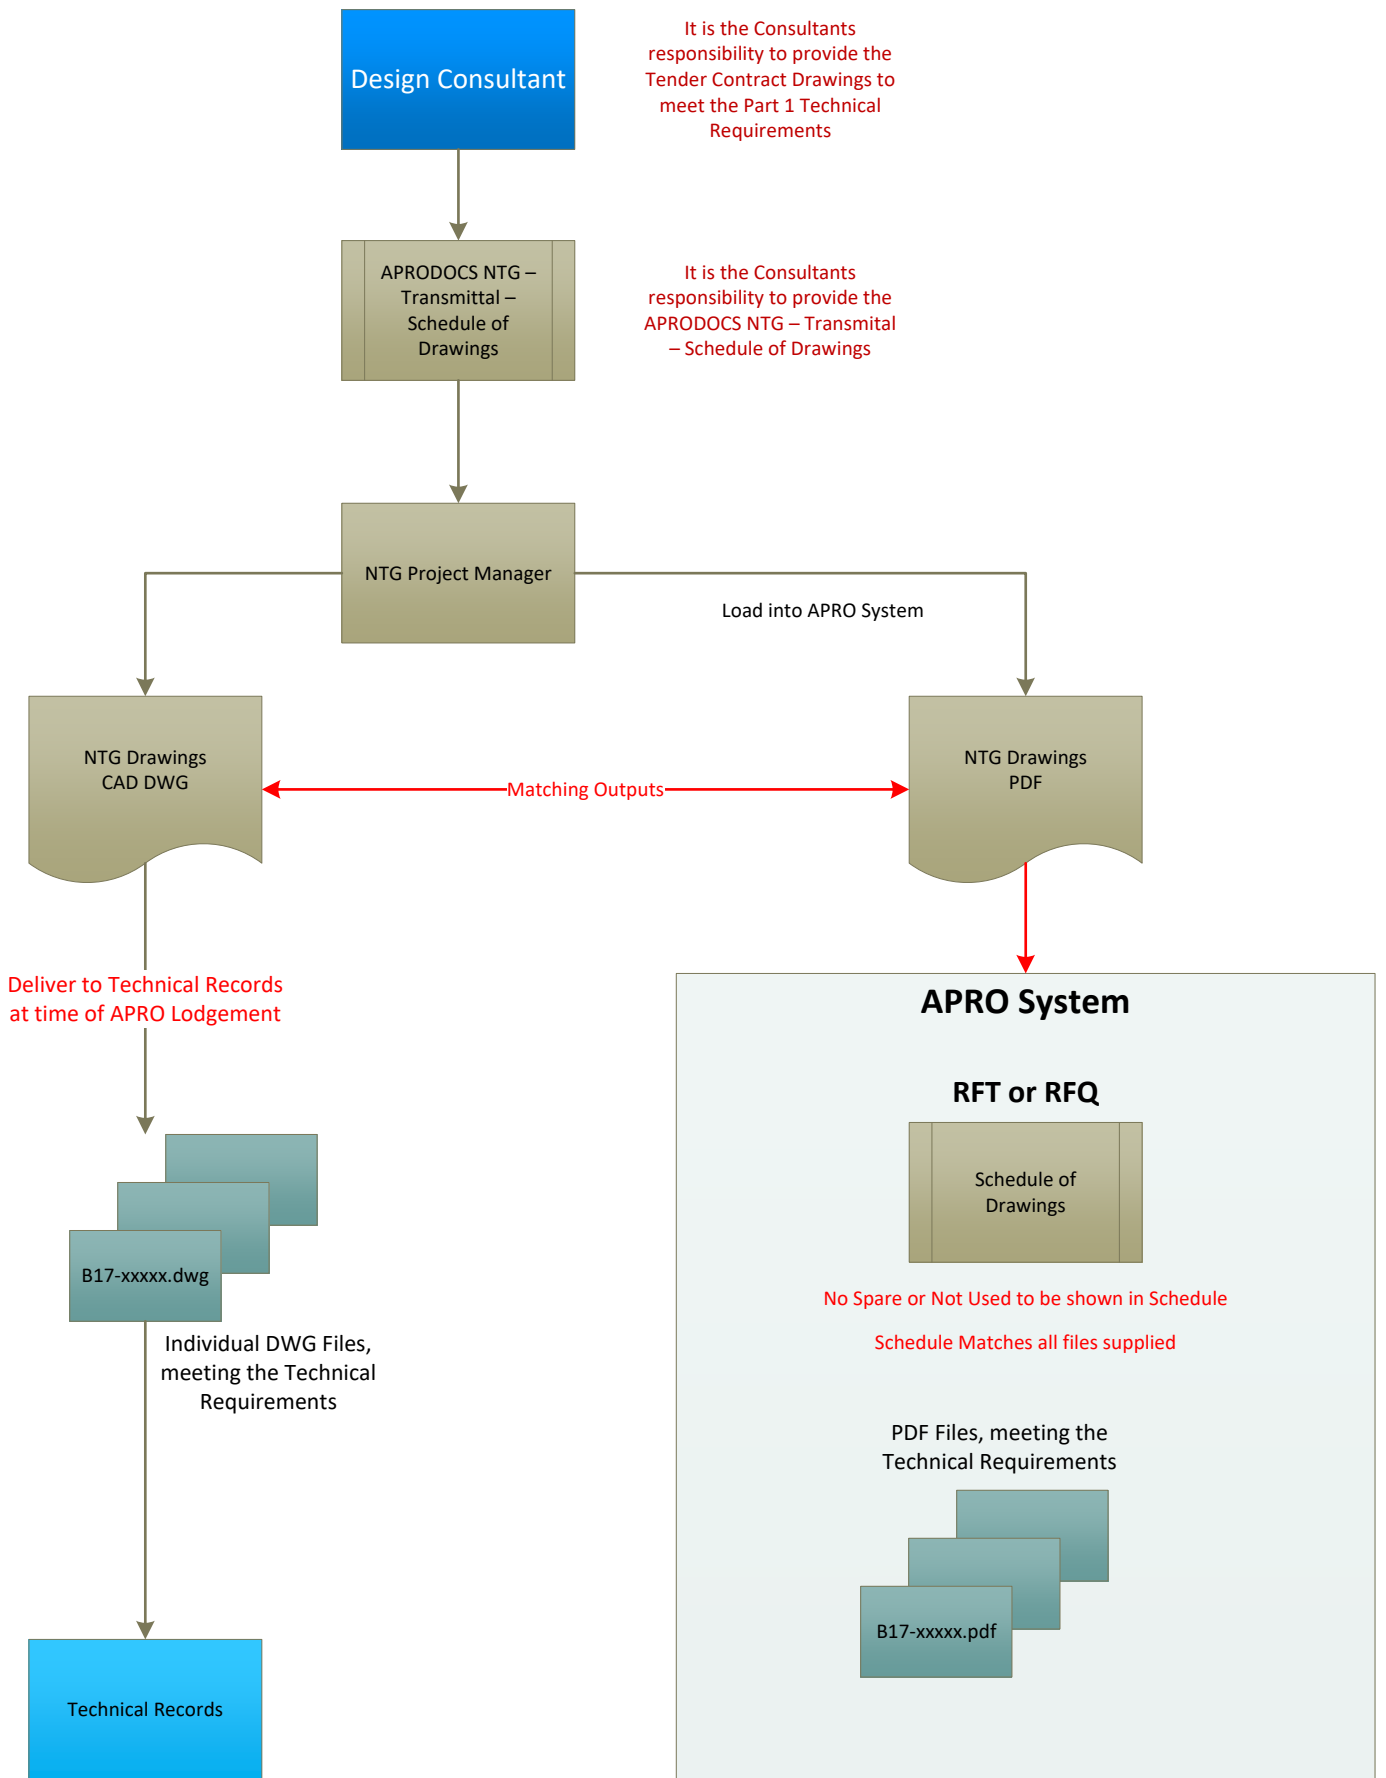 Design Consultant
It is the Consultants
responsibility to provide the
Tender Contract Drawings to
meet the Part 1 Technical
Requirements
APRODOCS NTG –
Transmittal –
Schedule of
Drawings
It is the Consultants
responsibility to provide the
APRODOCS NTG – Transmital
– Schedule of Drawings
NTG Project Manager
Load into APRO System
NTG Drawings
CAD DWG
Matching Outputs
NTG Drawings
PDF
Deliver to Technical Records
at time of APRO Lodgement
APRO System
RFT or RFQ
Schedule of
Drawings
No Spare or Not Used to be shown in Schedule
Schedule Matches all files supplied
B17-xxxxx.dwg
Individual DWG Files,
meeting the Technical
Requirements
PDF Files, meeting the
Technical Requirements
B17-xxxxx.pdf
Technical Records